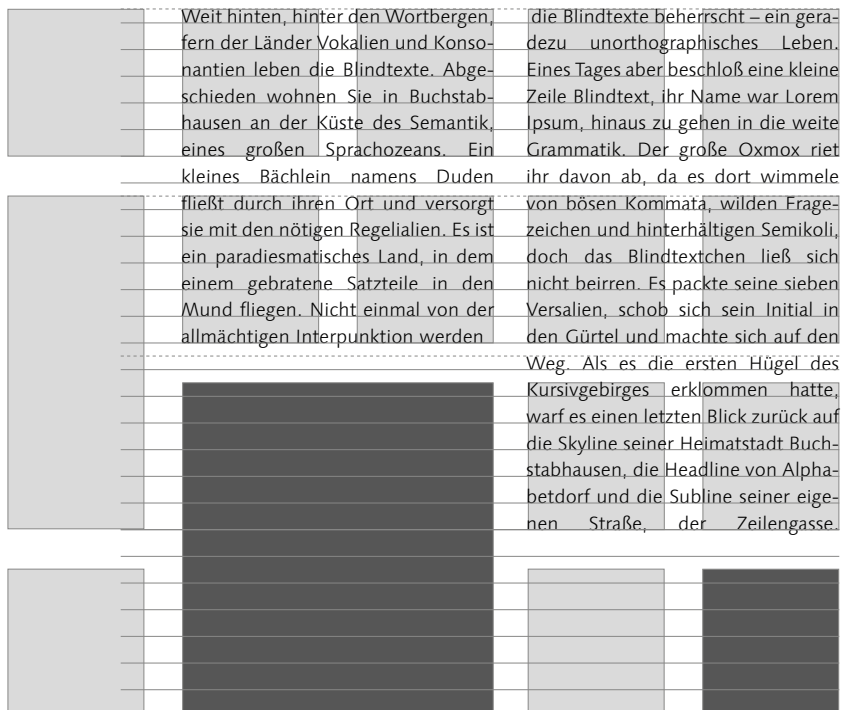 Weit hinten, hinter den Wortbergen,
fern der Länder Vokalien und Konso-
nantien leben die Blindtexte. Abge-
schieden wohnen Sie in Buchstab-
hausen an der Küste des Semantik,
eines großen Sprachozeans. Ein
kleines Bächlein namens Duden
fließt durch ihren Ort und versorgt
sie mit den nötigen Regelialien. Es ist
ein paradiesmatisches Land, in dem
einem gebratene Satzteile in den
Mund fliegen. Nicht einmal von der
allmächtigen Interpunktion werden
die Blindtexte beherrscht – ein gera-
dezu unorthographisches Leben.
Eines Tages aber beschloß eine kleine
Zeile Blindtext, ihr Name war Lorem
Ipsum, hinaus zu gehen in die weite
Grammatik. Der große Oxmox riet
ihr davon ab, da es dort wimmele
von bösen Kommata, wilden Frage-
zeichen und hinterhältigen Semikoli,
doch das Blindtextchen ließ sich
nicht beirren. Es packte seine sieben
Versalien, schob sich sein Initial in
den Gürtel und machte sich auf den
Weg. Als es die ersten Hügel des
Kursivgebirges erklommen hatte,
warf es einen letzten Blick zurück auf
die Skyline seiner Heimatstadt Buch-
stabhausen, die Headline von Alpha-
betdorf und die Subline seiner eige-
nen Straße, der Zeilengasse.